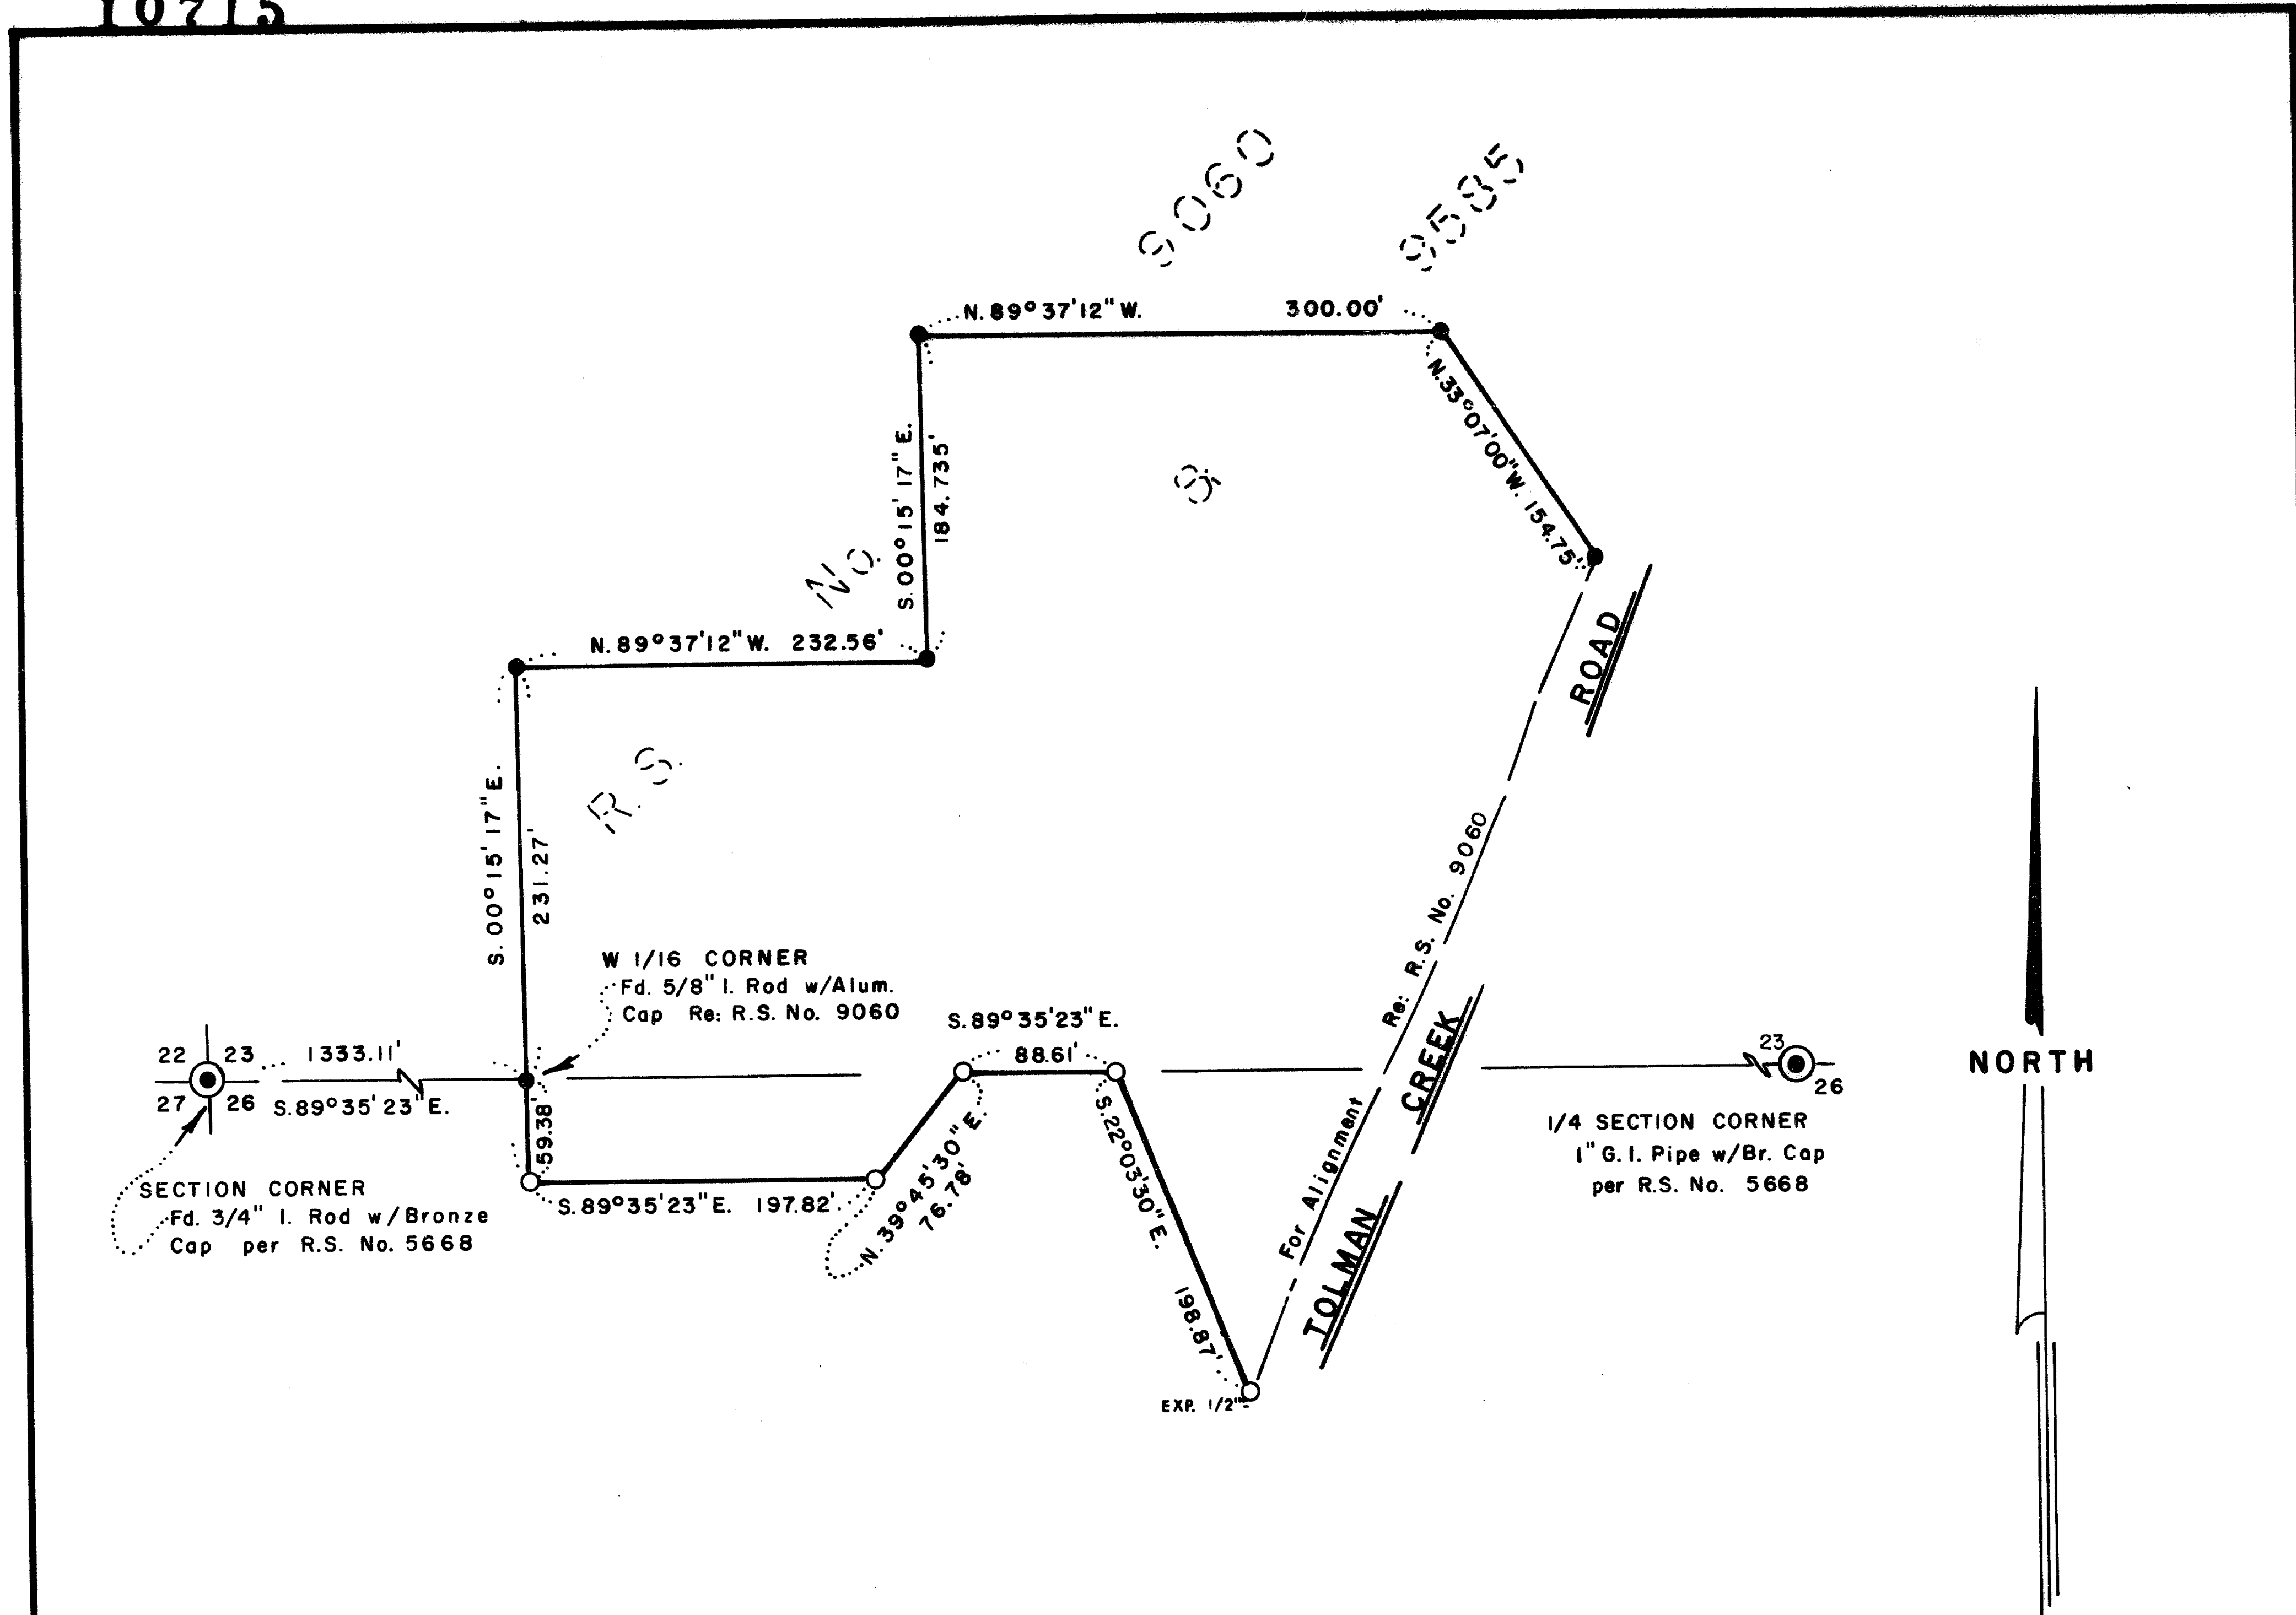 10715
9060
9585
N. 89° 37' 12" W. 300.00'
N. 33° 07' 00" W. 154.75'
S. 00° 15' 17" E.
184.735'
&
No.
N. 89° 37' 12" W. 232.56'
ROAD
R. S.
S. 00° 15' 17" E.
231.27'
Re: R.S. No. 9060
W 1/16 CORNER
Fd. 5/8" I. Rod w/Alum.
Cap Re: R.S. No. 9060
S. 89° 35' 23" E.
88.61'
22 23
27 26
1333.11'
S. 89° 35' 23" E.
23
26
NORTH
CREEK
For Alignment
59.38'
1/4 SECTION CORNER
1" G. I. Pipe w/Br. Cap
per R.S. No. 5668
SECTION CORNER
Fd. 3/4" I. Rod w/Bronze
Cap per R.S. No. 5668
S. 89° 35' 23" E. 197.82'
N. 39° 45' 30" E.
76.78'
S. 22° 03' 30" E. 198.87'
TOLMAN
EXP. 1/2"